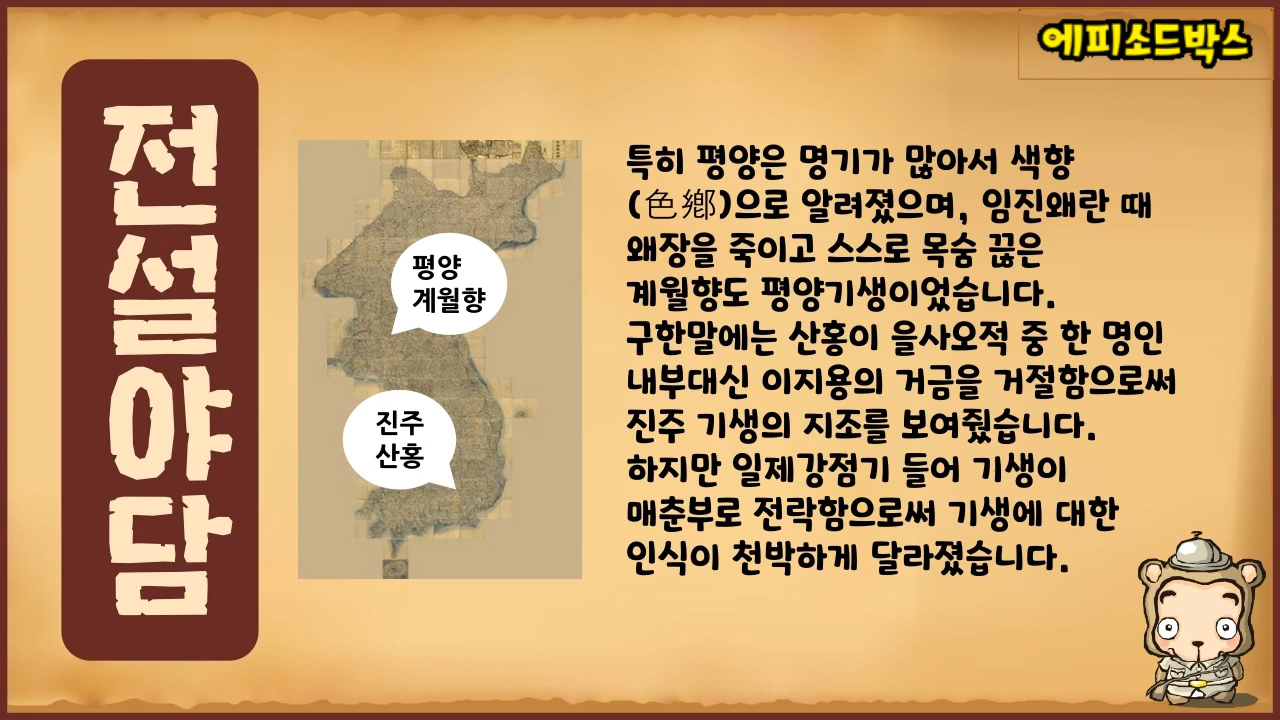 에피소드박스
전설야담
평양
계월향
진주
산홍
특히 평양은 명기가 많아서 색향
(色鄕)으로 알려졌으며, 임진왜란 때
왜장을 죽이고 스스로 목숨 끊은
계월향도 평양기생이었습니다.
구한말에는 산홍이 을사오적 중 한 명인
내부대신 이지용의 거금을 거절함으로써
진주 기생의 지조를 보여줬습니다.
하지만 일제강점기 들어 기생이
매춘부로 전락함으로써 기생에 대한
인식이 천박하게 달라졌습니다.